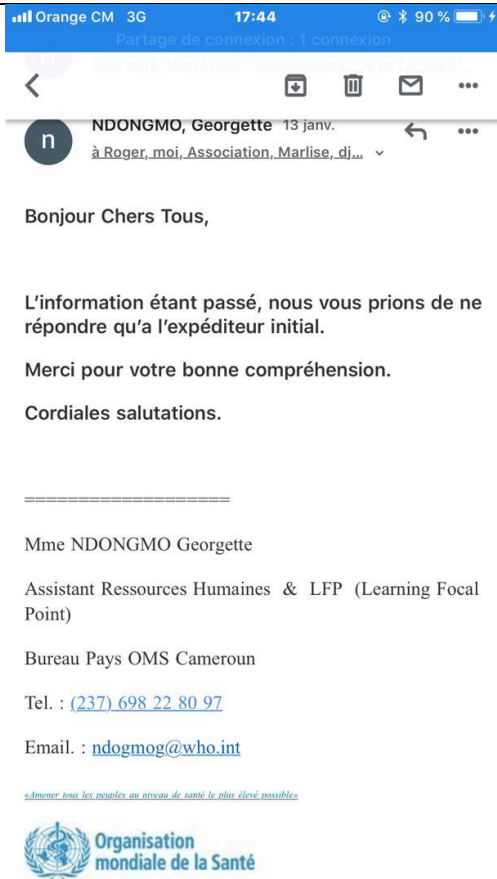 Orange CM 3G 17:44 90 %
Partage de connexion : 1 connexion
n
NDONGMO, Georgette 13 janv.
à Roger, moi, Association, Marlise, dj...
Bonjour Chers Tous,
L'information étant passé, nous vous prions de ne
répondre qu'a l'expéditeur initial.
Merci pour votre bonne compréhension.
Cordiales salutations.
===================
Mme NDONGMO Georgette
Assistant Ressources Humaines & LFP (Learning Focal
Point)
Bureau Pays OMS Cameroun
Tel. : (237) 698 22 80 97
Email. : ndogmog@who.int
«Amener tous les peuples au niveau de santé le plus élevé possible»
Organisation
mondiale de la Santé